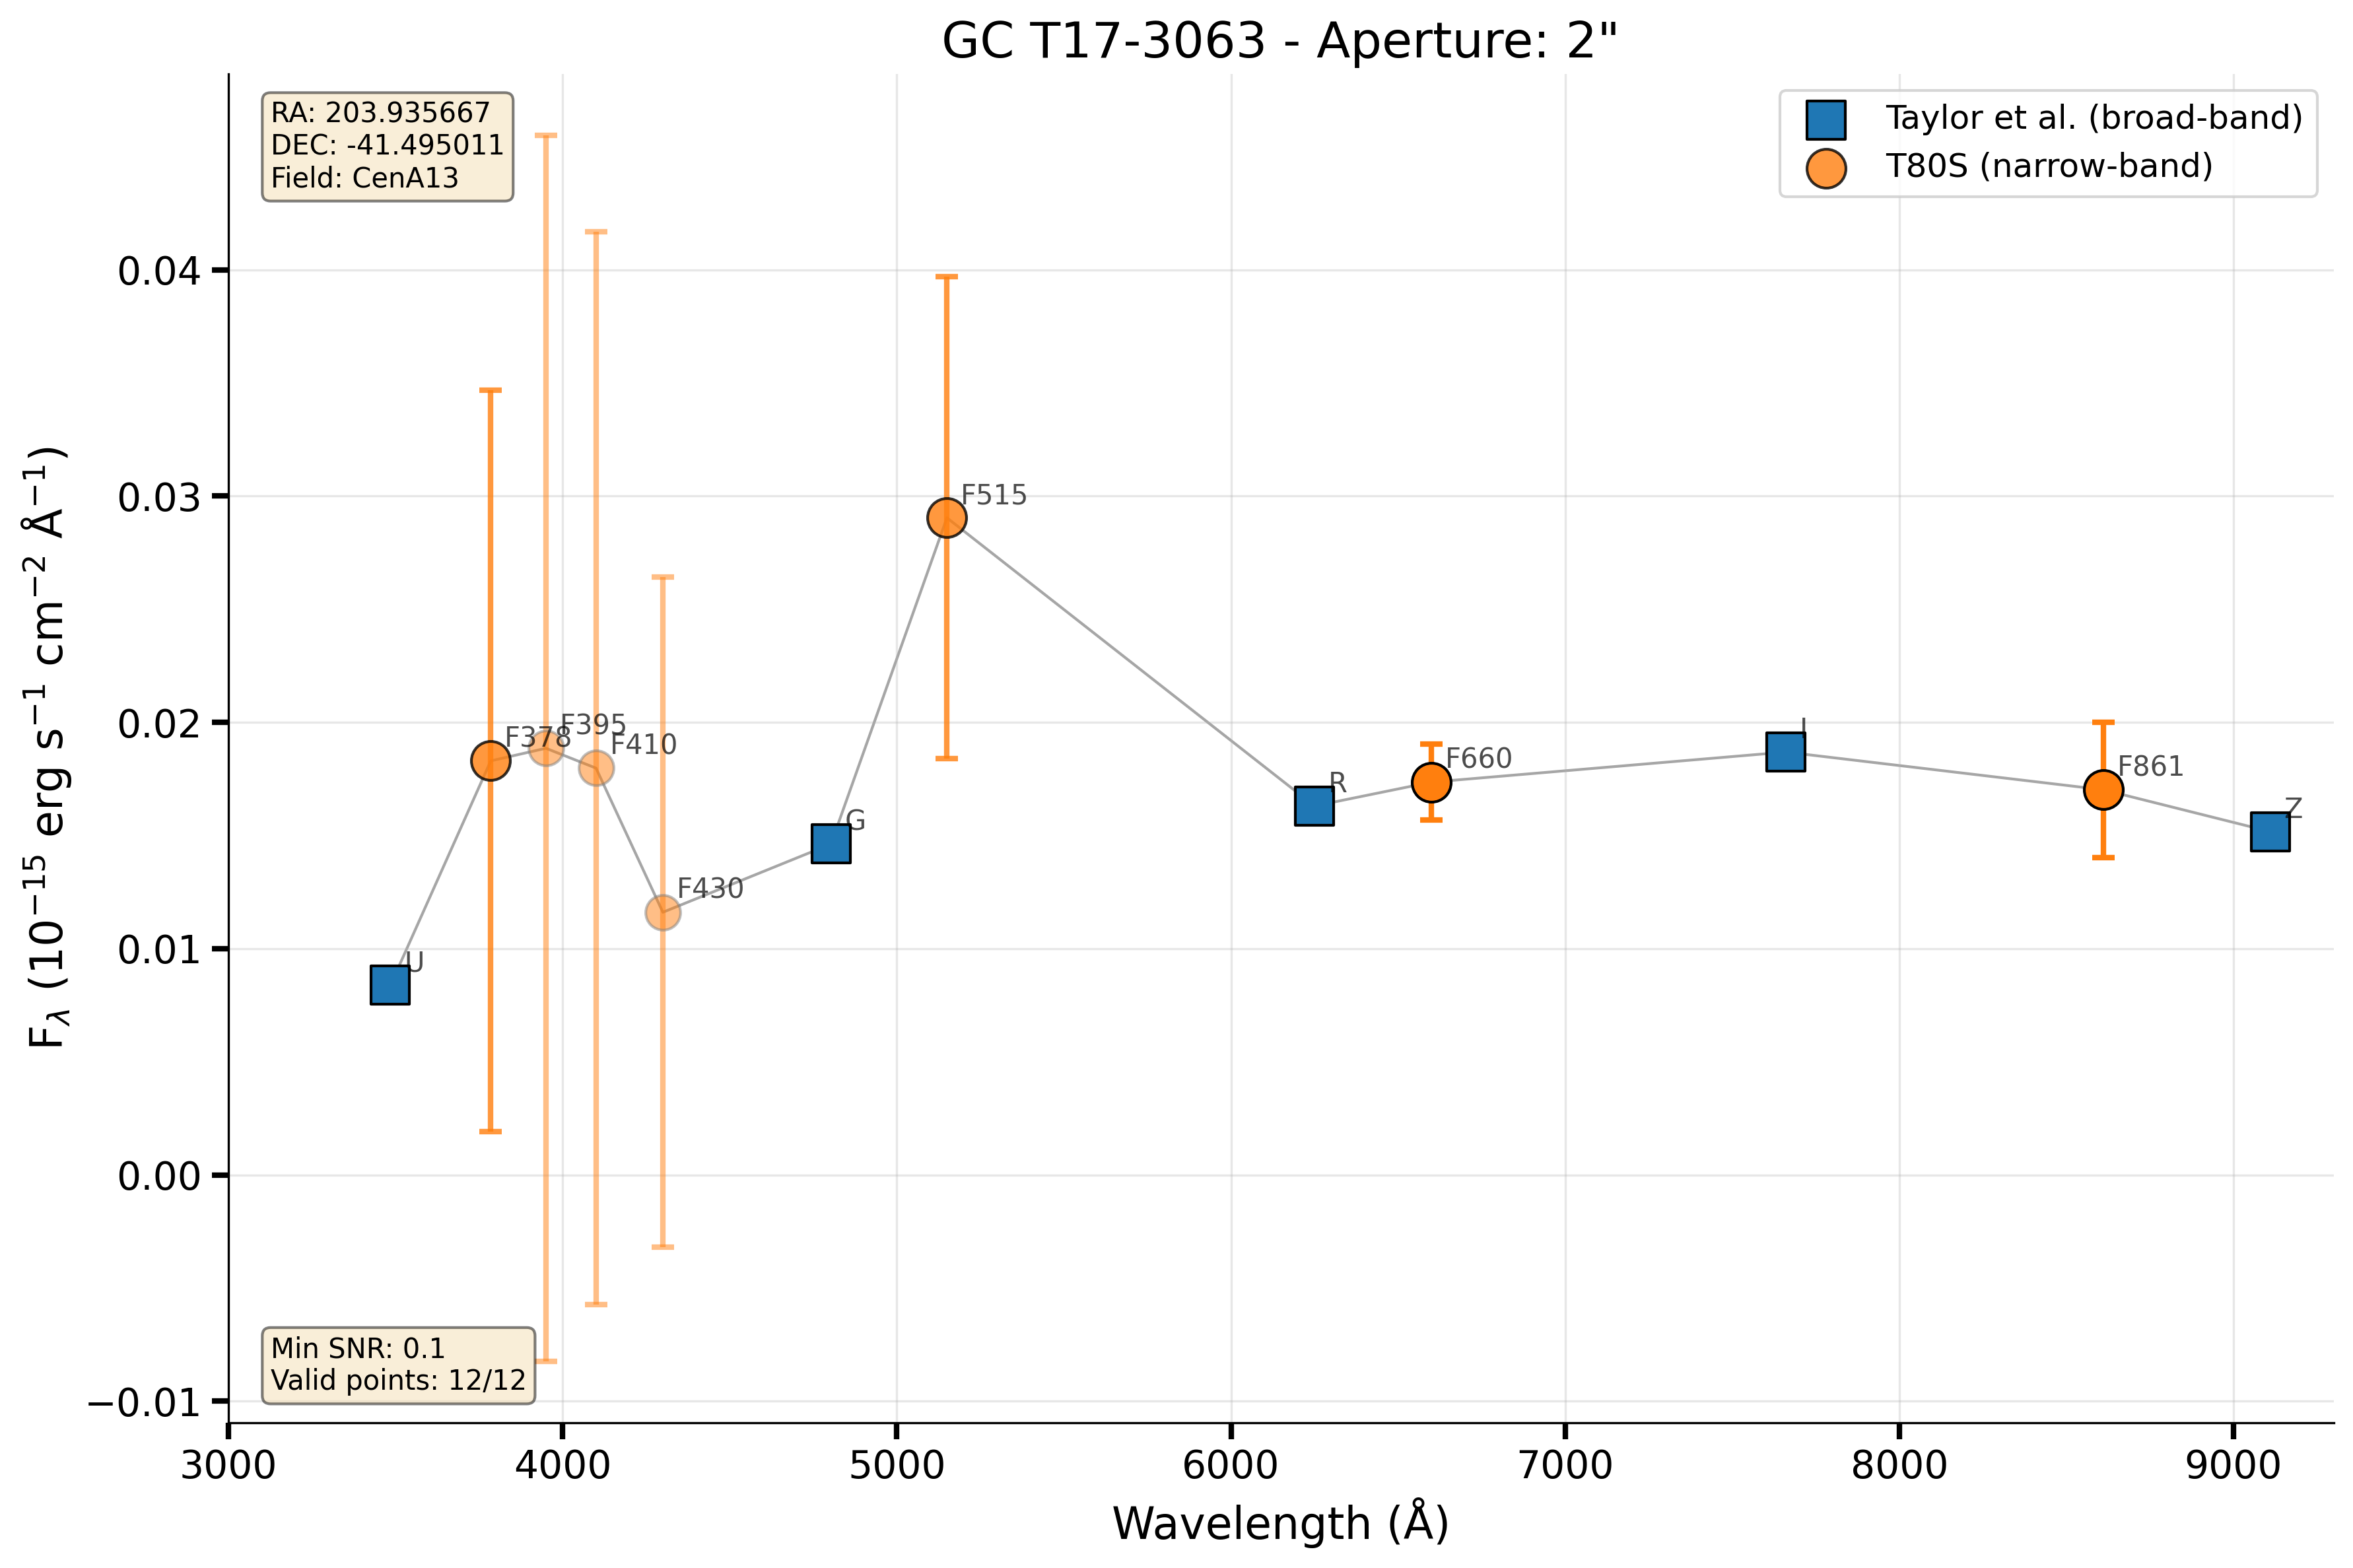 GC T17-3063 - Aperture: 2"
RA: 203.935667
DEC: -41.495011
Field: CenA13
Taylor et al. (broad-band)
T80S (narrow-band)
F$_{\lambda}$ (10$^{-15}$ erg s$^{-1}$ cm$^{-2}$ Å$^{-1}$)
0.04
0.03
0.02
0.01
0.00
−0.01
U
F378
F395
F410
F430
G
F515
R
F660
I
F861
Z
Min SNR: 0.1
Valid points: 12/12
3000 4000 5000 6000 7000 8000 9000
Wavelength (Å)